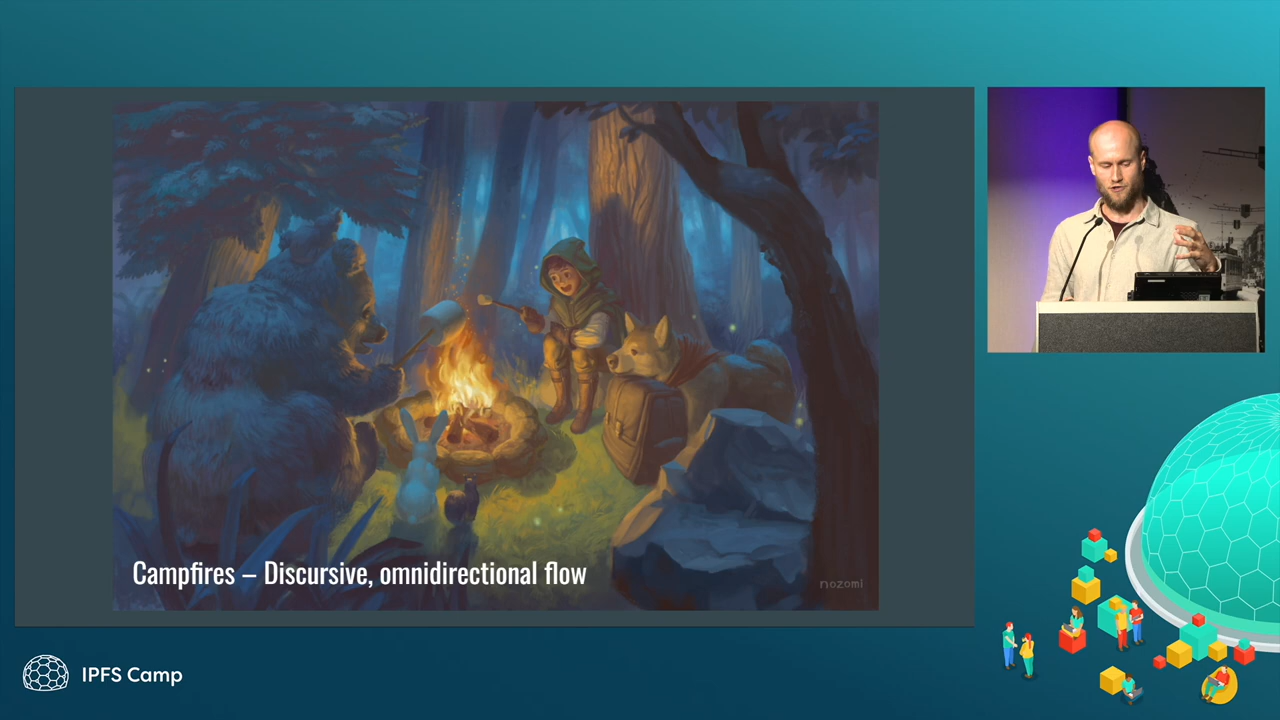 Campfires – Discursive, omnidirectional flow
nozomi
IPFS Camp